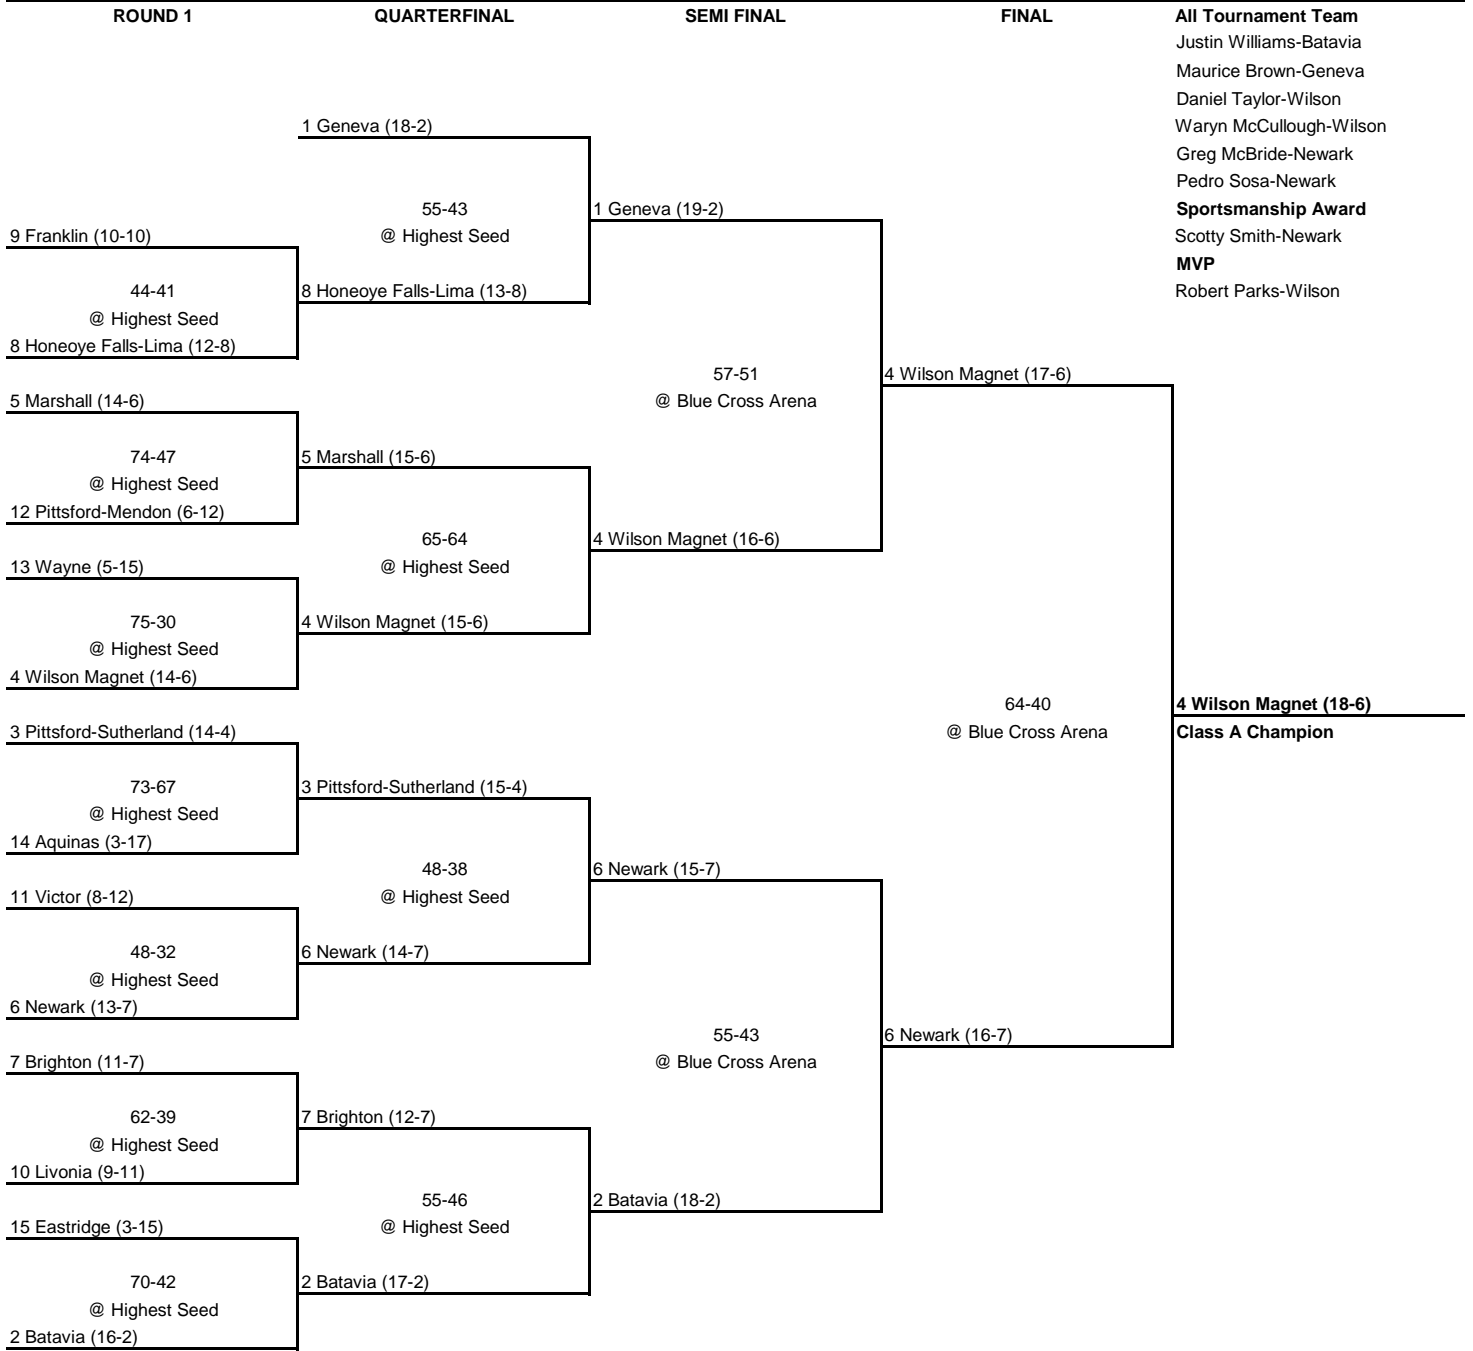 ROUND 1
QUARTERFINAL
SEMI FINAL
FINAL
All Tournament Team
Justin Williams-Batavia
Maurice Brown-Geneva
Daniel Taylor-Wilson
1 Geneva (18-2)
Waryn McCullough-Wilson
Greg McBride-Newark
Pedro Sosa-Newark
55-43
1 Geneva (19-2)
Sportsmanship Award
9 Franklin (10-10)
@ Highest Seed
Scotty Smith-Newark
MVP
44-41
8 Honeoye Falls-Lima (13-8)
Robert Parks-Wilson
@ Highest Seed
8 Honeoye Falls-Lima (12-8)
57-51
4 Wilson Magnet (17-6)
5 Marshall (14-6)
@ Blue Cross Arena
74-47
5 Marshall (15-6)
@ Highest Seed
12 Pittsford-Mendon (6-12)
65-64
4 Wilson Magnet (16-6)
13 Wayne (5-15)
@ Highest Seed
75-30
4 Wilson Magnet (15-6)
@ Highest Seed
4 Wilson Magnet (14-6)
64-40
4 Wilson Magnet (18-6)
3 Pittsford-Sutherland (14-4)
@ Blue Cross Arena
Class A Champion
73-67
3 Pittsford-Sutherland (15-4)
@ Highest Seed
14 Aquinas (3-17)
48-38
6 Newark (15-7)
11 Victor (8-12)
@ Highest Seed
48-32
6 Newark (14-7)
@ Highest Seed
6 Newark (13-7)
55-43
6 Newark (16-7)
7 Brighton (11-7)
@ Blue Cross Arena
62-39
7 Brighton (12-7)
@ Highest Seed
10 Livonia (9-11)
55-46
2 Batavia (18-2)
15 Eastridge (3-15)
@ Highest Seed
70-42
2 Batavia (17-2)
@ Highest Seed
2 Batavia (16-2)